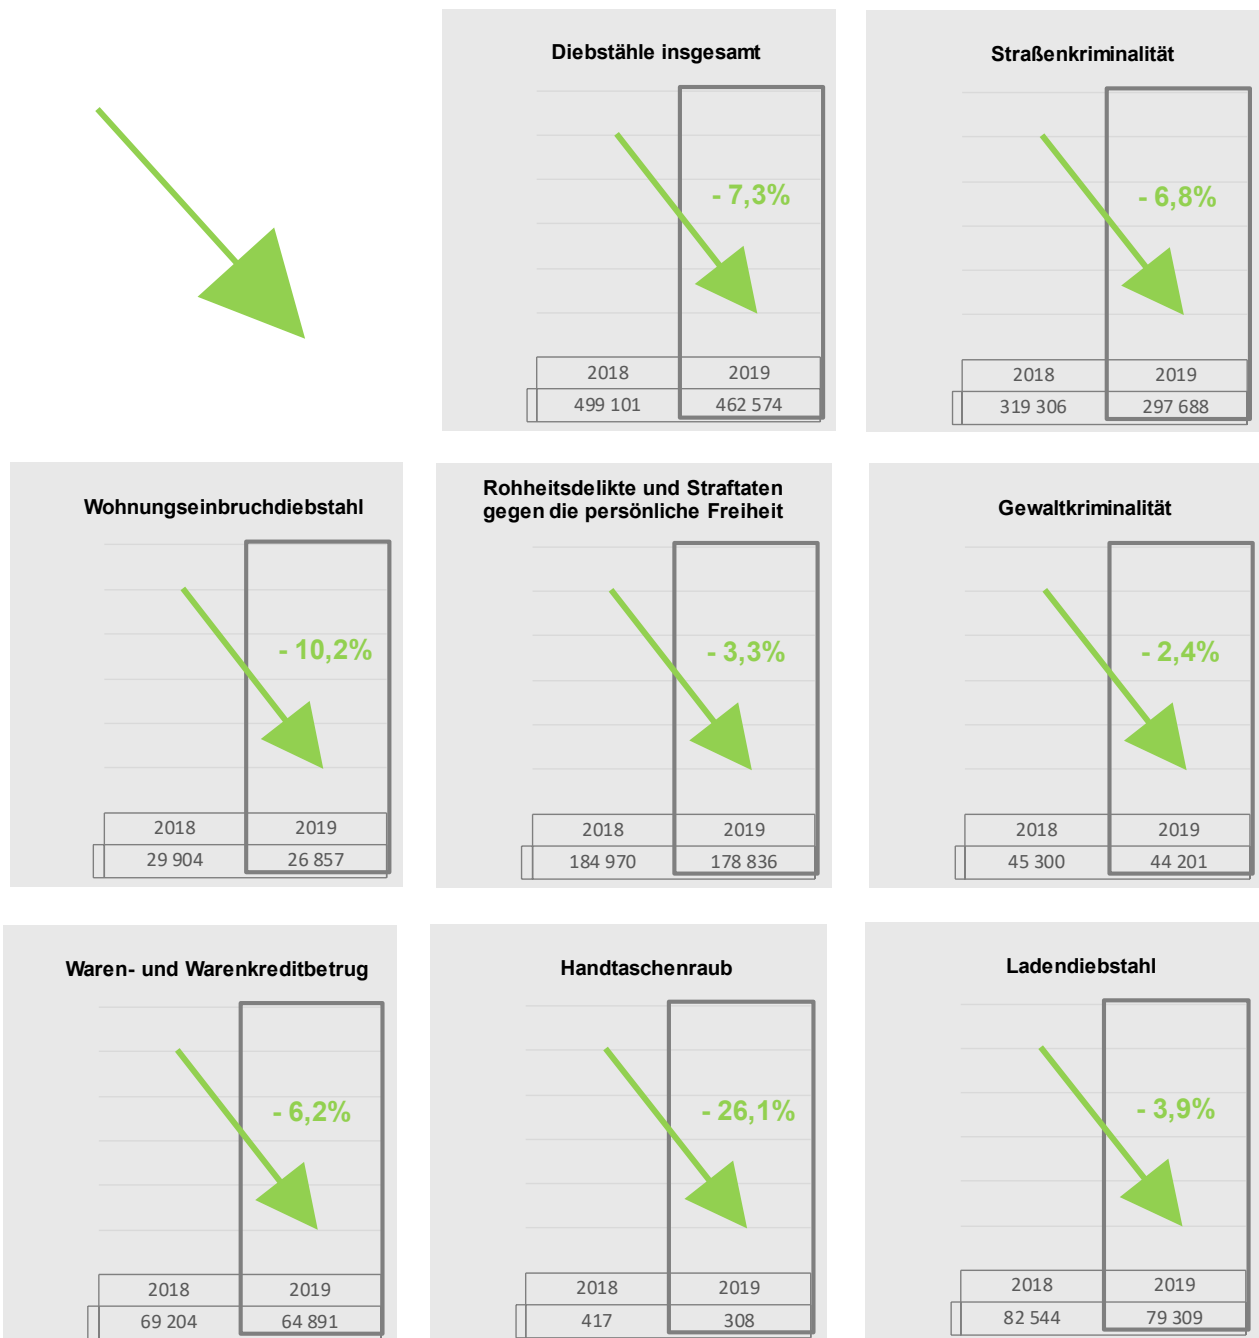 Diebstähle insgesamt
- 7,3%
2018 2019
499 101 462 574
Straßenkriminalität
- 6,8%
2018 2019
319 306 297 688
Wohnungseinbruchdiebstahl
- 10,2%
2018 2019
29 904 26 857
Rohheitsdelikte und Straftaten
gegen die persönliche Freiheit
- 3,3%
2018 2019
184 970 178 836
Gewaltkriminalität
- 2,4%
2018 2019
45 300 44 201
Waren- und Warenkreditbetrug
- 6,2%
2018 2019
69 204 64 891
Handtaschenraub
- 26,1%
2018 2019
417 308
Ladendiebstahl
- 3,9%
2018 2019
82 544 79 309